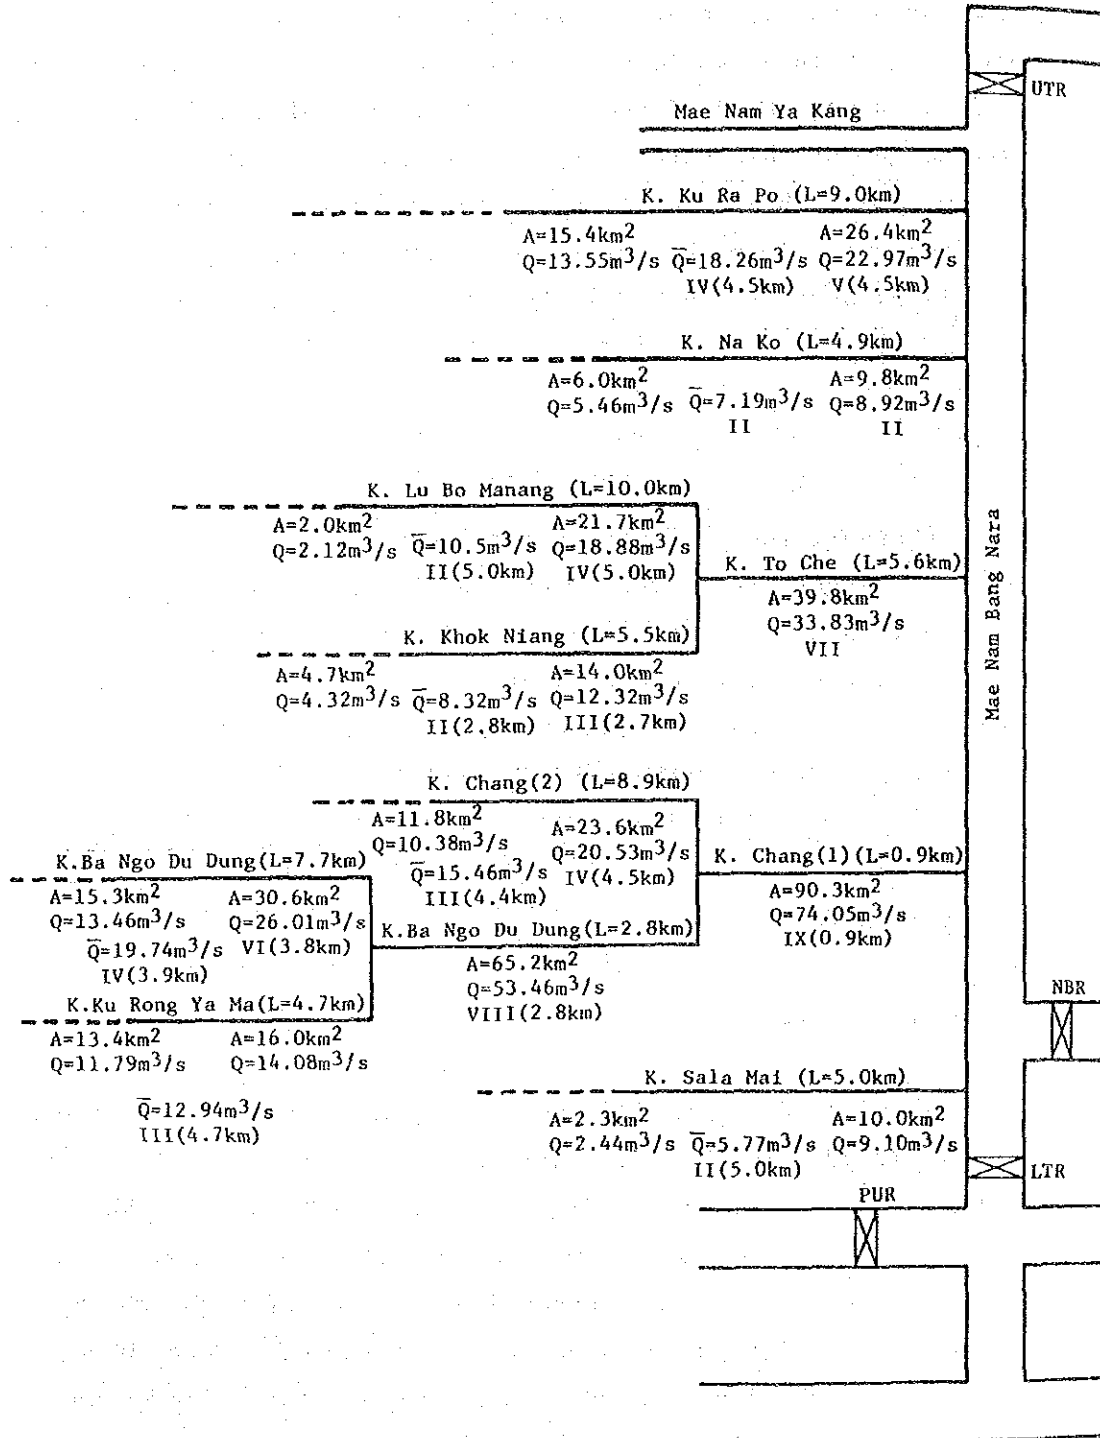 UTR
Mae Nam Ya Kang
K. Ku Ra Po (L=9.0km)
A=15.4km2 A=26.4km2
Q=13.55m3/s Q̅=18.26m3/s Q=22.97m3/s
IV(4.5km) V(4.5km)
K. Na Ko (L=4.9km)
A=6.0km2 A=9.8km2
Q=5.46m3/s Q̅=7.19m3/s Q=8.92m3/s
II II
K. Lu Bo Manang (L=10.0km)
A=2.0km2 A=21.7km2
Q=2.12m3/s Q̅=10.5m3/s Q=18.88m3/s
II(5.0km) IV(5.0km)
K. To Che (L=5.6km)
A=39.8km2
Q=33.83m3/s
VII
Mae Nam Bang Nara
K. Khok Niang (L=5.5km)
A=4.7km2 A=14.0km2
Q=4.32m3/s Q̅=8.32m3/s Q=12.32m3/s
II(2.8km) III(2.7km)
K. Chang(2) (L=8.9km)
A=11.8km2 A=23.6km2
Q=10.38m3/s Q=20.53m3/s
Q̅=15.46m3/s IV(4.5km)
III(4.4km)
K. Chang(1)(L=0.9km)
A=90.3km2
Q=74.05m3/s
IX(0.9km)
K.Ba Ngo Du Dung(L=7.7km)
A=15.3km2 A=30.6km2
Q=13.46m3/s Q=26.01m3/s
Q̅=19.74m3/s VI(3.8km)
IV(3.9km)
K.Ba Ngo Du Dung(L=2.8km)
A=65.2km2
Q=53.46m3/s
VIII(2.8km)
K.Ku Rong Ya Ma(L=4.7km)
A=13.4km2 A=16.0km2
Q=11.79m3/s Q=14.08m3/s
Q̅=12.94m3/s
III(4.7km)
NBR
K. Sala Mai (L=5.0km)
A=2.3km2 A=10.0km2
Q=2.44m3/s Q̅=5.77m3/s Q=9.10m3/s
II(5.0km)
LTR
PUR